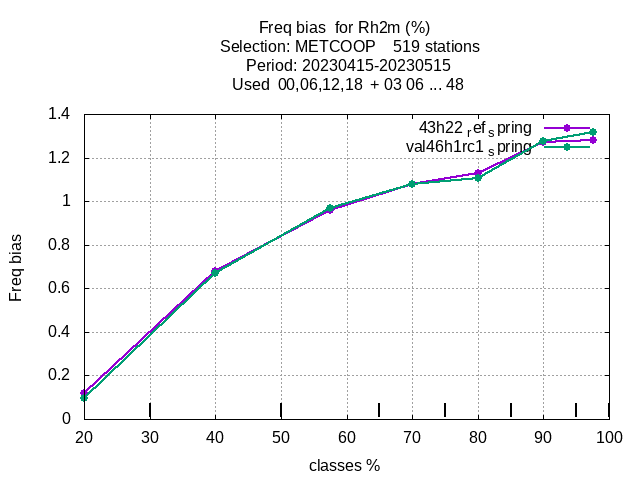 Freq bias for Rh2m (%)
Selection: METCOOP 519 stations
Period: 20230415-20230515
Used 00,06,12,18 + 03 06 ... 48
43h22 ref spring
val46h1rc1 spring
Freq bias
1.4
1.2
1
0.8
0.6
0.4
0.2
0
20 30 40 50 60 70 80 90 100
classes %